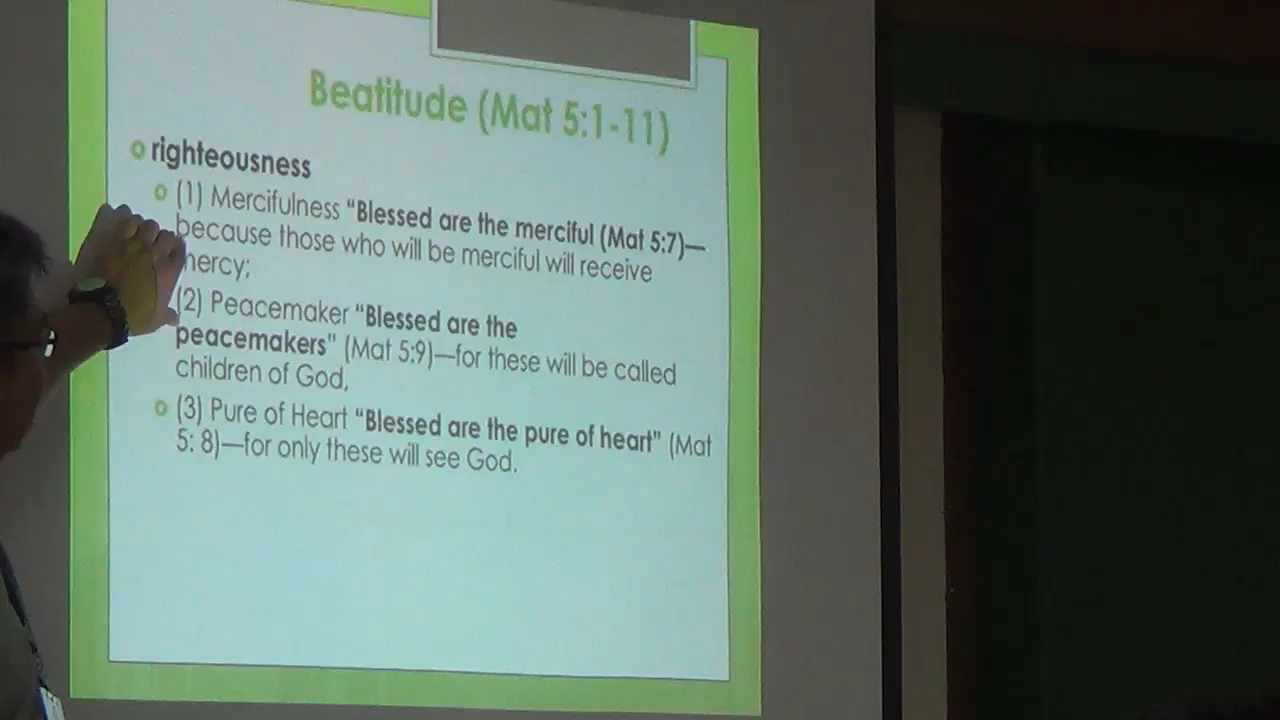 Beatitude (Mat 5:1-11)
righteousness
(1) Mercifulness “Blessed are the merciful (Mat 5:7)—
because those who will be merciful will receive
mercy;
(2) Peacemaker “Blessed are the
peacemakers” (Mat 5:9)—for these will be called
children of God,
(3) Pure of Heart “Blessed are the pure of heart” (Mat
5: 8)—for only these will see God.